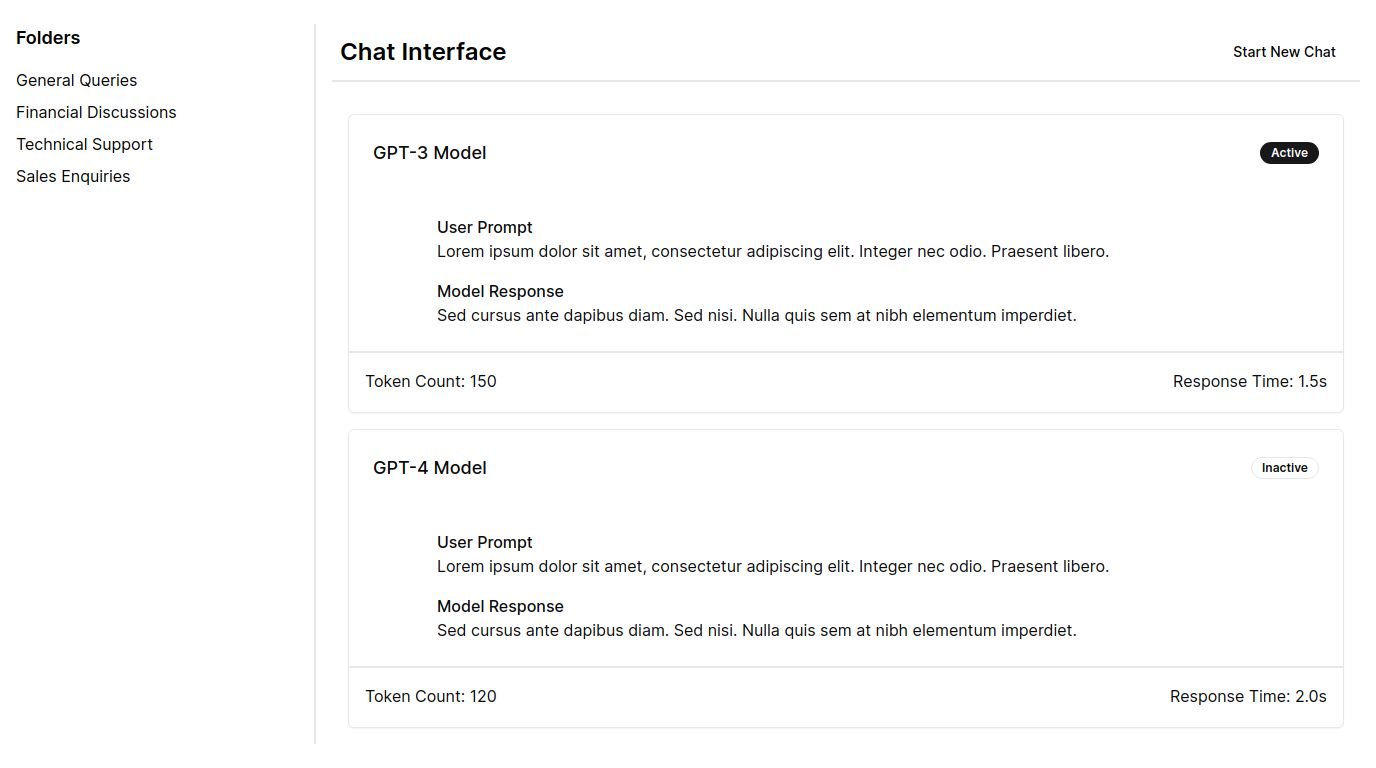 Folders
General Queries
Financial Discussions
Technical Support
Sales Enquiries
Chat Interface
Start New Chat
GPT-3 Model
Active
User Prompt
Lorem ipsum dolor sit amet, consectetur adipiscing elit. Integer nec odio. Praesent libero.
Model Response
Sed cursus ante dapibus diam. Sed nisi. Nulla quis sem at nibh elementum imperdiet.
Token Count: 150
Response Time: 1.5s
GPT-4 Model
Inactive
User Prompt
Lorem ipsum dolor sit amet, consectetur adipiscing elit. Integer nec odio. Praesent libero.
Model Response
Sed cursus ante dapibus diam. Sed nisi. Nulla quis sem at nibh elementum imperdiet.
Token Count: 120
Response Time: 2.0s